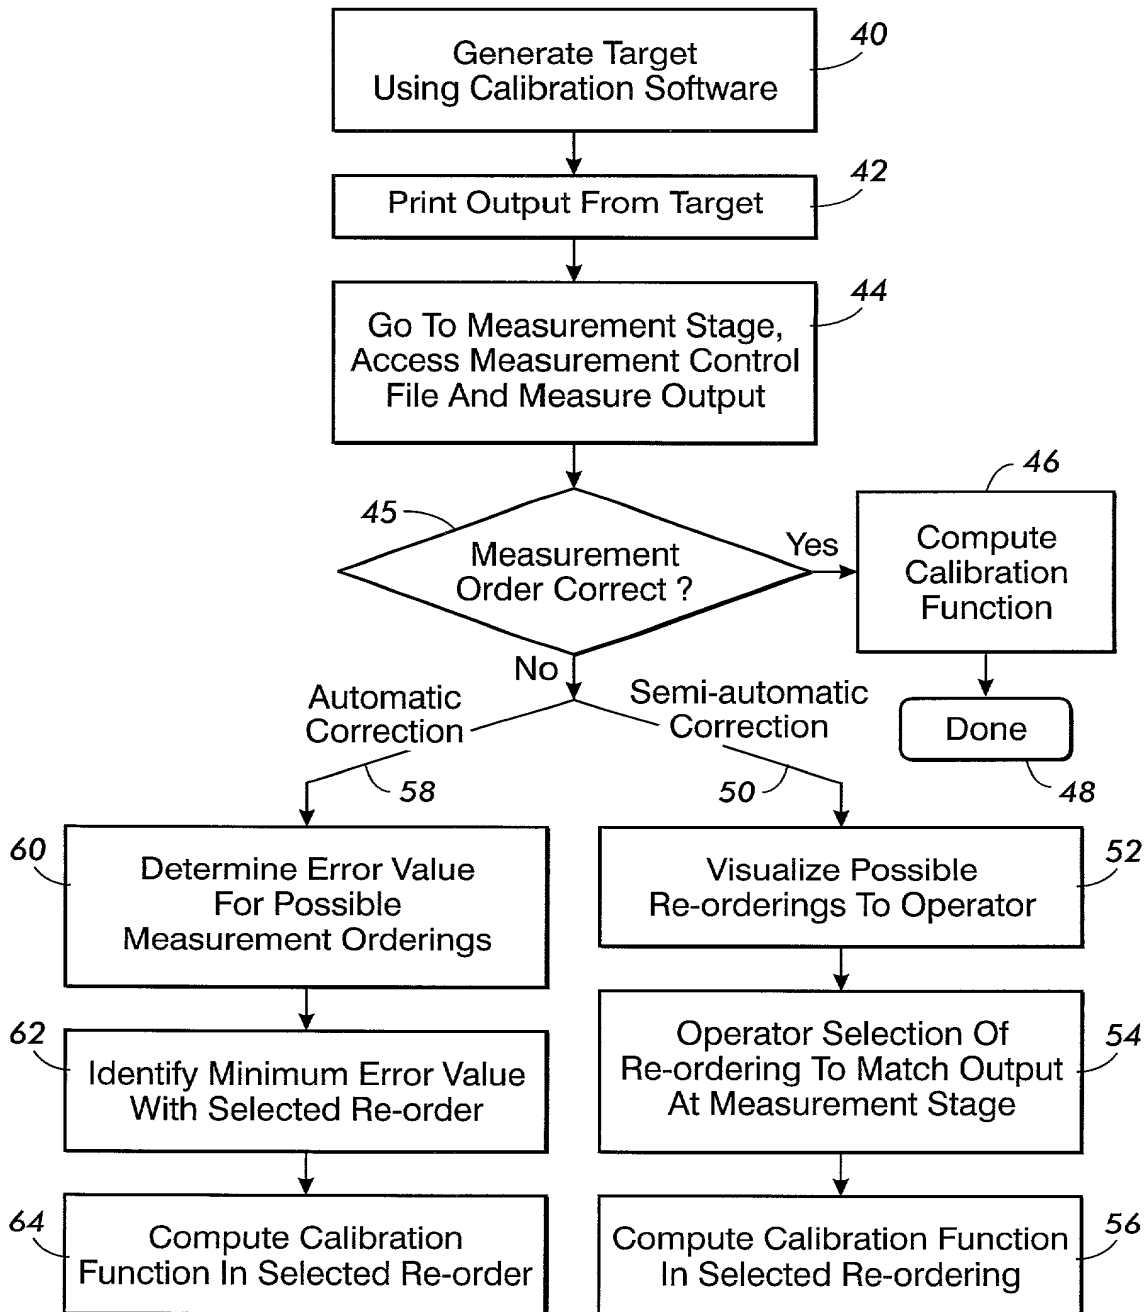 40
Generate Target
Using Calibration Software
42
Print Output From Target
44
Go To Measurement Stage,
Access Measurement Control
File And Measure Output
46
45
Measurement
Order Correct ?
Yes
Compute
Calibration
Function
No
Automatic
Correction
Semi-automatic
Correction
Done
58
50
48
60
Determine Error Value
For Possible
Measurement Orderings
52
Visualize Possible
Re-orderings To Operator
62
Identify Minimum Error Value
With Selected Re-order
54
Operator Selection Of
Re-ordering To Match Output
At Measurement Stage
64
Compute Calibration
Function In Selected Re-order
56
Compute Calibration Function
In Selected Re-ordering